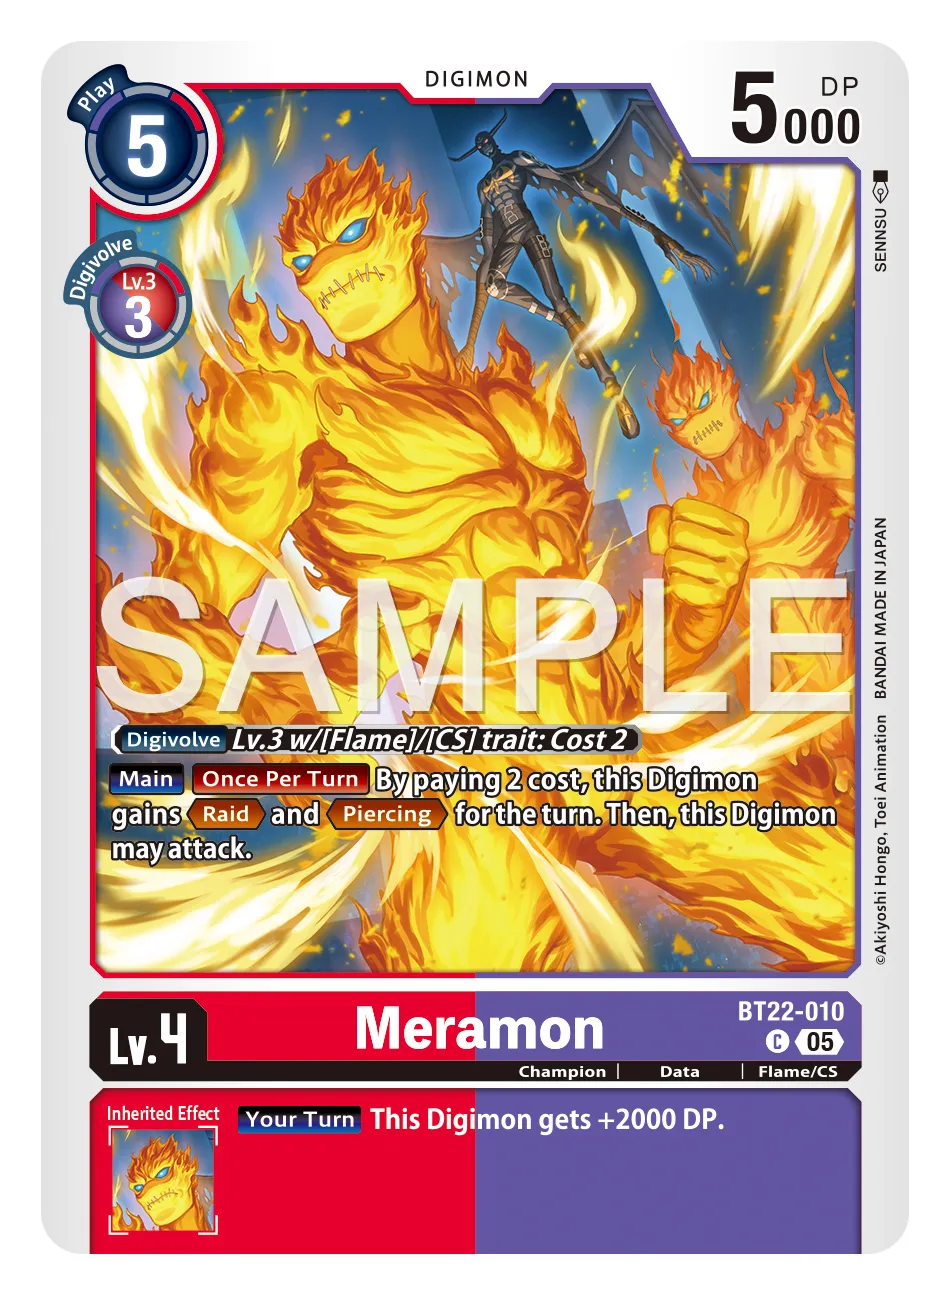 DIGIMON
Play
5
DP
5000
Digivolve
Lv.3
3
SENNSU
SAMPLE
Digivolve Lv.3 w/[Flame]/[CS] trait: Cost 2
Main Once Per Turn By paying 2 cost, this Digimon
gains Raid and Piercing for the turn. Then, this Digimon
may attack.
©Akiyoshi Hongo, Toei Animation BANDAI MADE IN JAPAN
Lv.4
Meramon
BT22-010
C 05
Champion | Data | Flame/CS
Inherited Effect
Your Turn This Digimon gets +2000 DP.